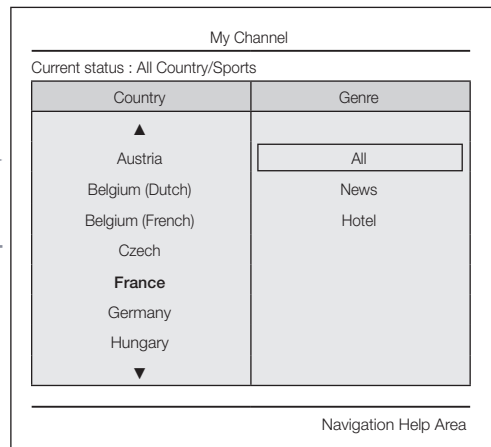 My Channel
Current status : All Country/Sports
Country Genre
▲
Austria All
Belgium (Dutch) News
Belgium (French) Hotel
Czech
France
Germany
Hungary
▼
Navigation Help Area